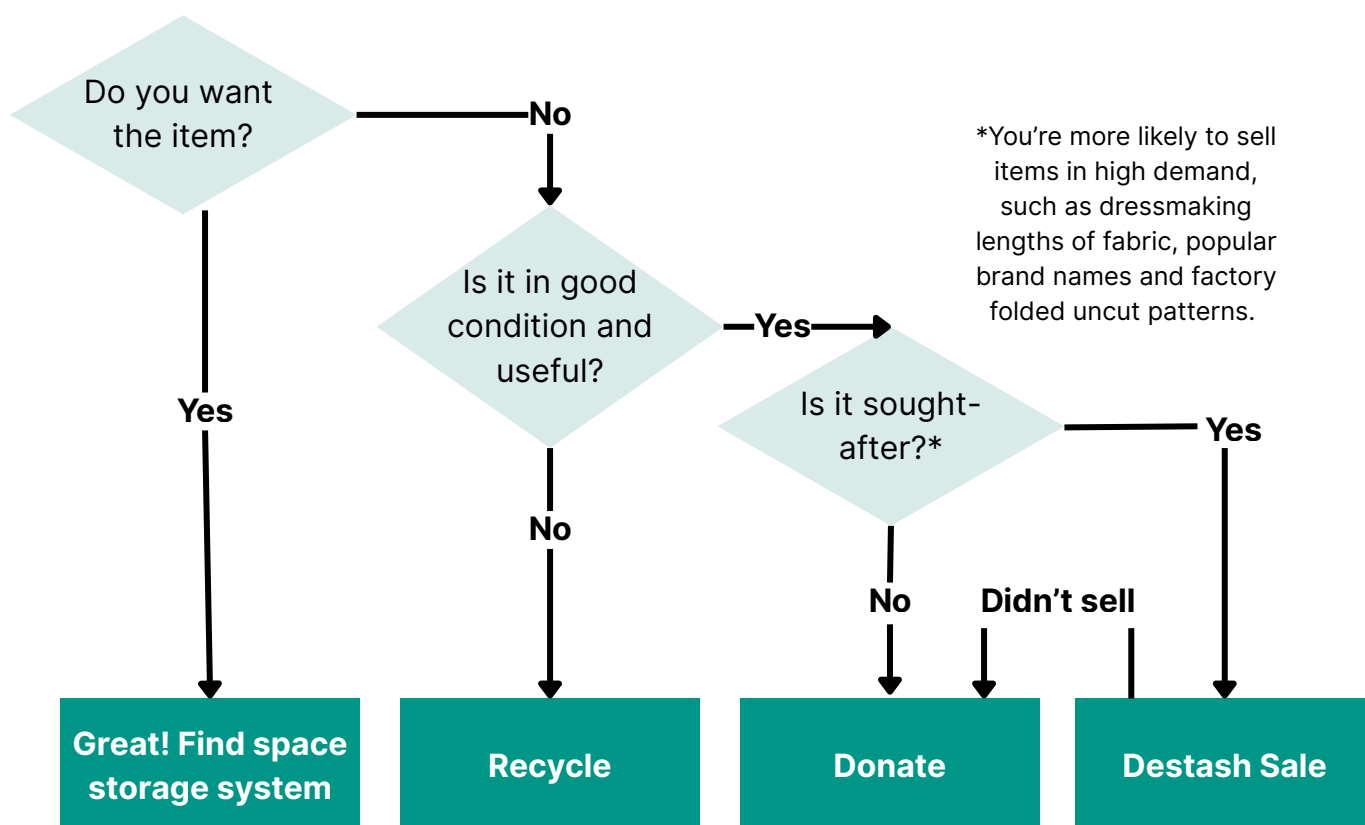 Do you want
the item?
No
*You’re more likely to sell
items in high demand,
such as dressmaking
lengths of fabric, popular
brand names and factory
folded uncut patterns.
Is it in good
condition and
useful?
Yes
Is it sought-
after?*
Yes
Yes
No
No
Didn’t sell
Great! Find space
storage system
Recycle
Donate
Destash Sale